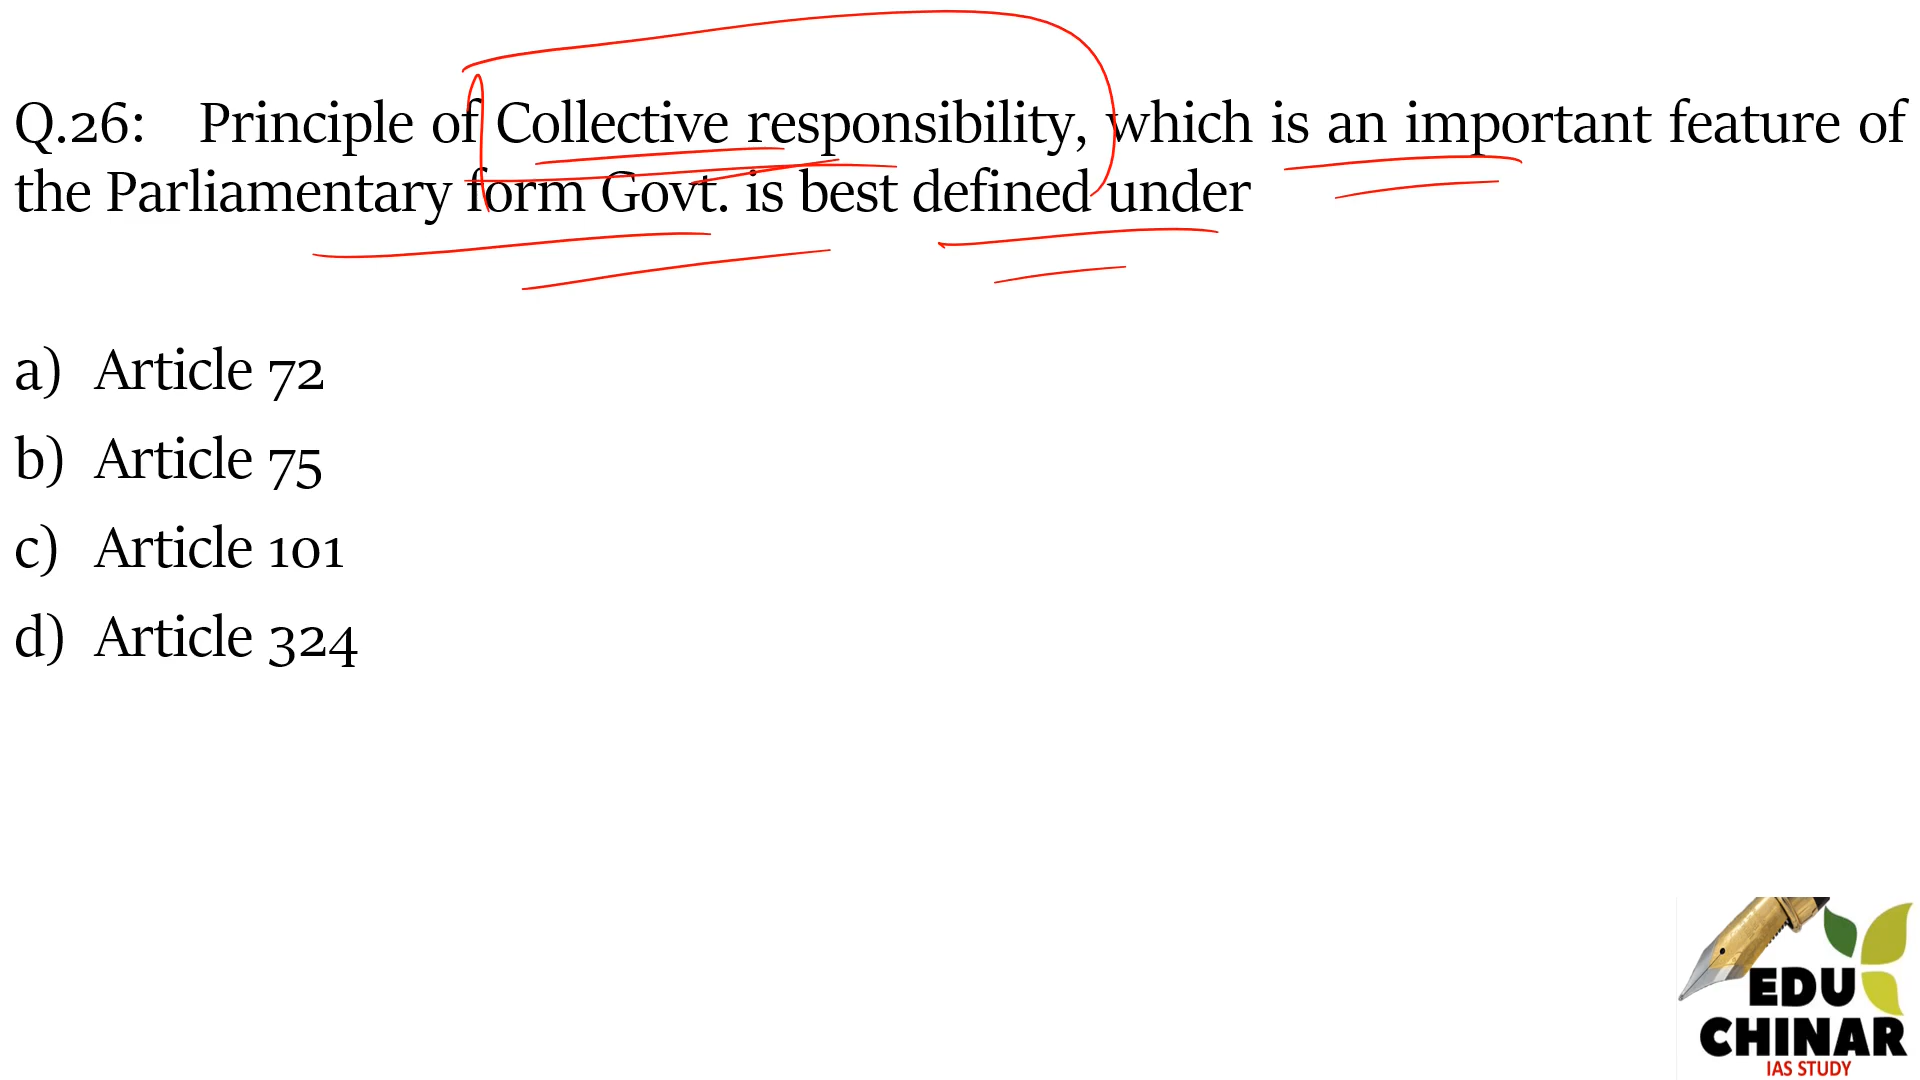 Q.26: Principle of Collective responsibility, which is an important feature of
the Parliamentary form Govt. is best defined under
a) Article 72
b) Article 75
c) Article 101
d) Article 324
EDU
CHINAR
IAS STUDY